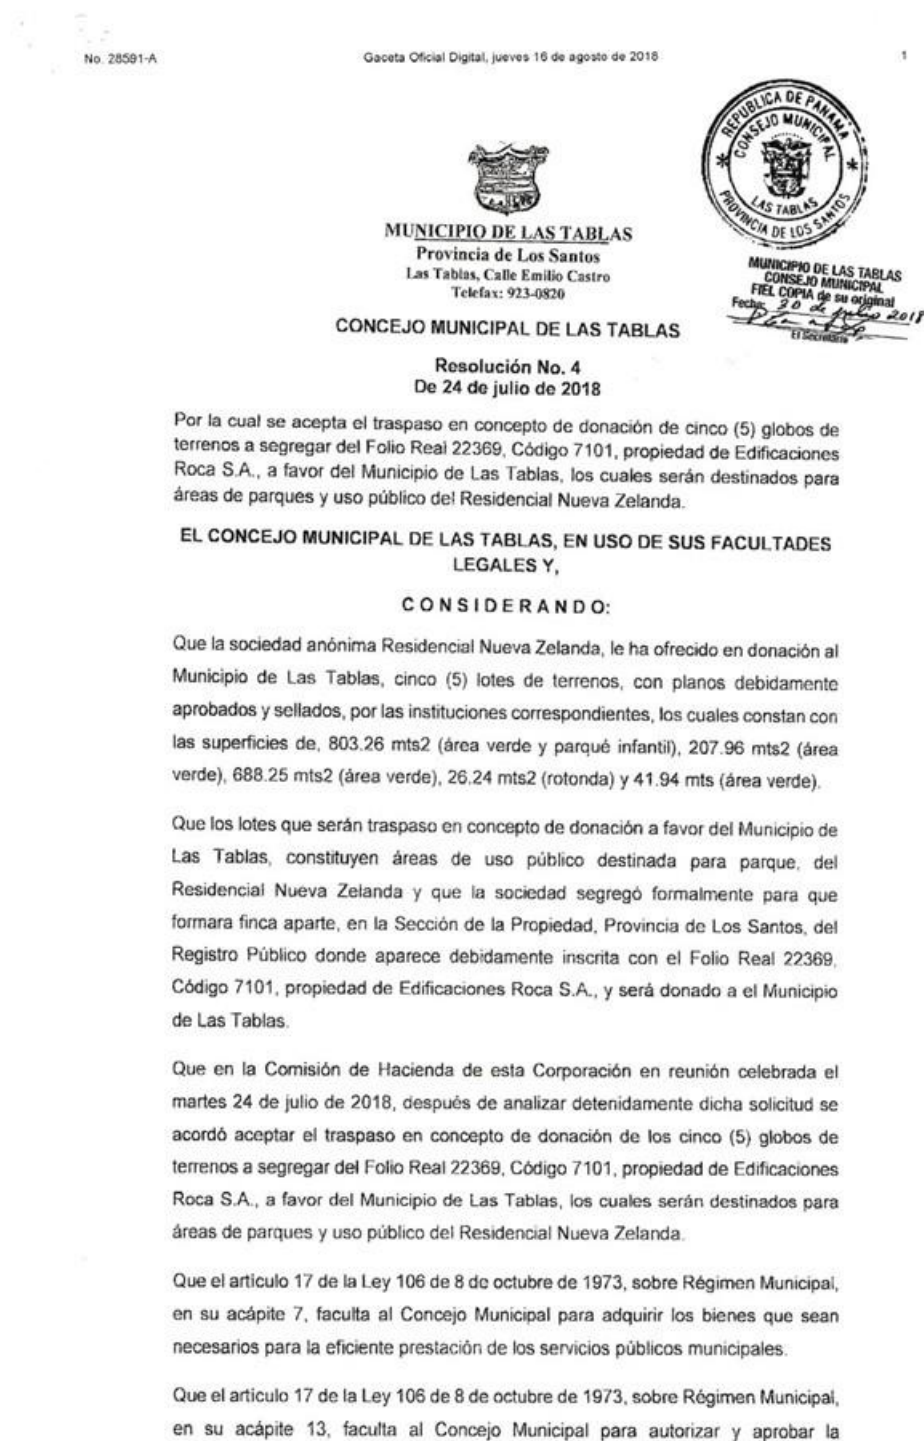 No. 28591-A
Gaceta Oficial Digital, jueves 16 de agosto de 2018
1
REPUBLICA DE PANAMA
CONSEJO MUNICIPAL
LAS TABLAS
PROVINCIA DE LOS SANTOS
MUNICIPIO DE LAS TABLAS
Provincia de Los Santos
Las Tablas, Calle Emilio Castro
Telefax: 923-0820
MUNICIPIO DE LAS TABLAS
CONSEJO MUNICIPAL
FIEL COPIA de su original
Fecha: 30 de julio 2018
El Secretario
CONCEJO MUNICIPAL DE LAS TABLAS
Resolución No. 4
De 24 de julio de 2018
Por la cual se acepta el traspaso en concepto de donación de cinco (5) globos de
terrenos a segregar del Folio Real 22369, Código 7101, propiedad de Edificaciones
Roca S.A., a favor del Municipio de Las Tablas, los cuales serán destinados para
áreas de parques y uso público del Residencial Nueva Zelanda.
EL CONCEJO MUNICIPAL DE LAS TABLAS, EN USO DE SUS FACULTADES
LEGALES Y,
C O N S I D E R A N D O:
Que la sociedad anónima Residencial Nueva Zelanda, le ha ofrecido en donación al
Municipio de Las Tablas, cinco (5) lotes de terrenos, con planos debidamente
aprobados y sellados, por las instituciones correspondientes, los cuales constan con
las superficies de, 803.26 mts2 (área verde y parqué infantil), 207.96 mts2 (área
verde), 688.25 mts2 (área verde), 26.24 mts2 (rotonda) y 41.94 mts (área verde).
Que los lotes que serán traspaso en concepto de donación a favor del Municipio de
Las Tablas, constituyen áreas de uso público destinada para parque, del
Residencial Nueva Zelanda y que la sociedad segregó formalmente para que
formara finca aparte, en la Sección de la Propiedad, Provincia de Los Santos, del
Registro Público donde aparece debidamente inscrita con el Folio Real 22369,
Código 7101, propiedad de Edificaciones Roca S.A., y será donado a el Municipio
de Las Tablas.
Que en la Comisión de Hacienda de esta Corporación en reunión celebrada el
martes 24 de julio de 2018, después de analizar detenidamente dicha solicitud se
acordó aceptar el traspaso en concepto de donación de los cinco (5) globos de
terrenos a segregar del Folio Real 22369, Código 7101, propiedad de Edificaciones
Roca S.A., a favor del Municipio de Las Tablas, los cuales serán destinados para
áreas de parques y uso público del Residencial Nueva Zelanda.
Que el artículo 17 de la Ley 106 de 8 de octubre de 1973, sobre Régimen Municipal,
en su acápite 7, faculta al Concejo Municipal para adquirir los bienes que sean
necesarios para la eficiente prestación de los servicios públicos municipales.
Que el artículo 17 de la Ley 106 de 8 de octubre de 1973, sobre Régimen Municipal,
en su acápite 13, faculta al Concejo Municipal para autorizar y aprobar la